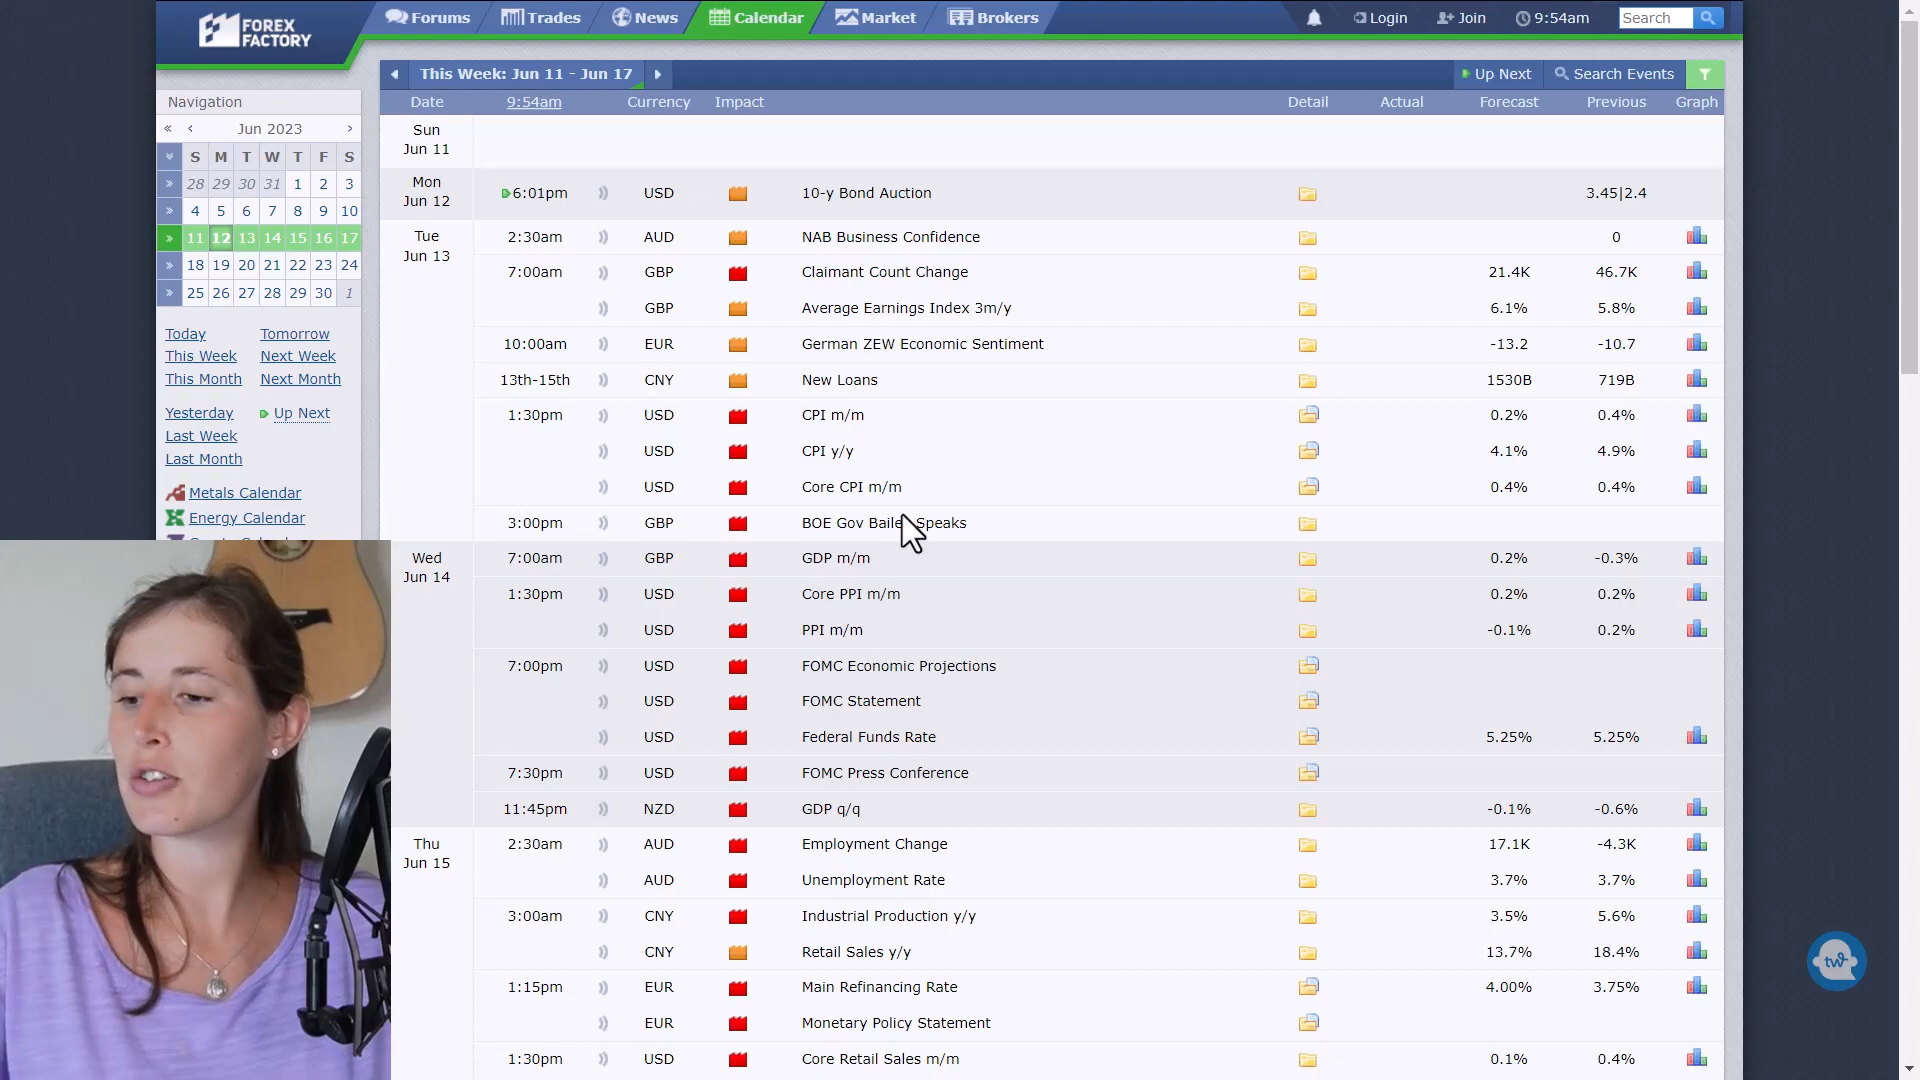 FOREX
FACTORY
Forums
Trades
News
Calendar
Market
Brokers
Login
Join
9:54am
Search
This Week: Jun 11 - Jun 17
Up Next
Search Events
Date 9:54am Currency Impact Detail Actual Forecast Previous Graph
Navigation
« ‹ Jun 2023 ›
S M T W T F S
» 28 29 30 31 1 2 3
» 4 5 6 7 8 9 10
» 11 12 13 14 15 16 17
» 18 19 20 21 22 23 24
» 25 26 27 28 29 30 1
Today Tomorrow
This Week Next Week
This Month Next Month
Yesterday Up Next
Last Week
Last Month
Metals Calendar
Energy Calendar
Sun
Jun 11
Mon
Jun 12
6:01pm USD 10-y Bond Auction 3.45|2.4
Tue
Jun 13
2:30am AUD NAB Business Confidence 0
7:00am GBP Claimant Count Change 21.4K 46.7K
GBP Average Earnings Index 3m/y 6.1% 5.8%
10:00am EUR German ZEW Economic Sentiment -13.2 -10.7
13th-15th CNY New Loans 1530B 719B
1:30pm USD CPI m/m 0.2% 0.4%
USD CPI y/y 4.1% 4.9%
USD Core CPI m/m 0.4% 0.4%
3:00pm GBP BOE Gov Bailey Speaks
Wed
Jun 14
7:00am GBP GDP m/m 0.2% -0.3%
1:30pm USD Core PPI m/m 0.2% 0.2%
USD PPI m/m -0.1% 0.2%
7:00pm USD FOMC Economic Projections
USD FOMC Statement
USD Federal Funds Rate 5.25% 5.25%
7:30pm USD FOMC Press Conference
11:45pm NZD GDP q/q -0.1% -0.6%
Thu
Jun 15
2:30am AUD Employment Change 17.1K -4.3K
AUD Unemployment Rate 3.7% 3.7%
3:00am CNY Industrial Production y/y 3.5% 5.6%
CNY Retail Sales y/y 13.7% 18.4%
1:15pm EUR Main Refinancing Rate 4.00% 3.75%
EUR Monetary Policy Statement
1:30pm USD Core Retail Sales m/m 0.1% 0.4%
tw